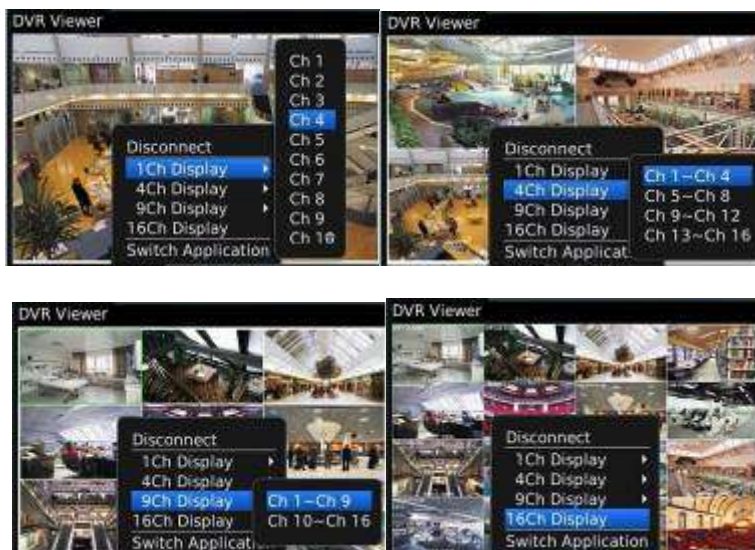 DVR Viewer
Disconnect
1Ch Display
4Ch Display
9Ch Display
16Ch Display
Switch Application
Ch 1
Ch 2
Ch 3
Ch 4
Ch 5
Ch 6
Ch 7
Ch 8
Ch 9
DVR Viewer
Disconnect
1Ch Display
4Ch Display
9Ch Display
16Ch Display
Switch Applicat
Ch 1~Ch 4
Ch 5~Ch 8
Ch 9~Ch 12
Ch 13~Ch 16
DVR Viewer
Disconnect
1Ch Display
4Ch Display
9Ch Display
16Ch Display
Switch Applicati
Ch 1~Ch 9
Ch 10~Ch 16
DVR Viewer
Disconnect
1Ch Display
4Ch Display
9Ch Display
16Ch Display
Switch Application